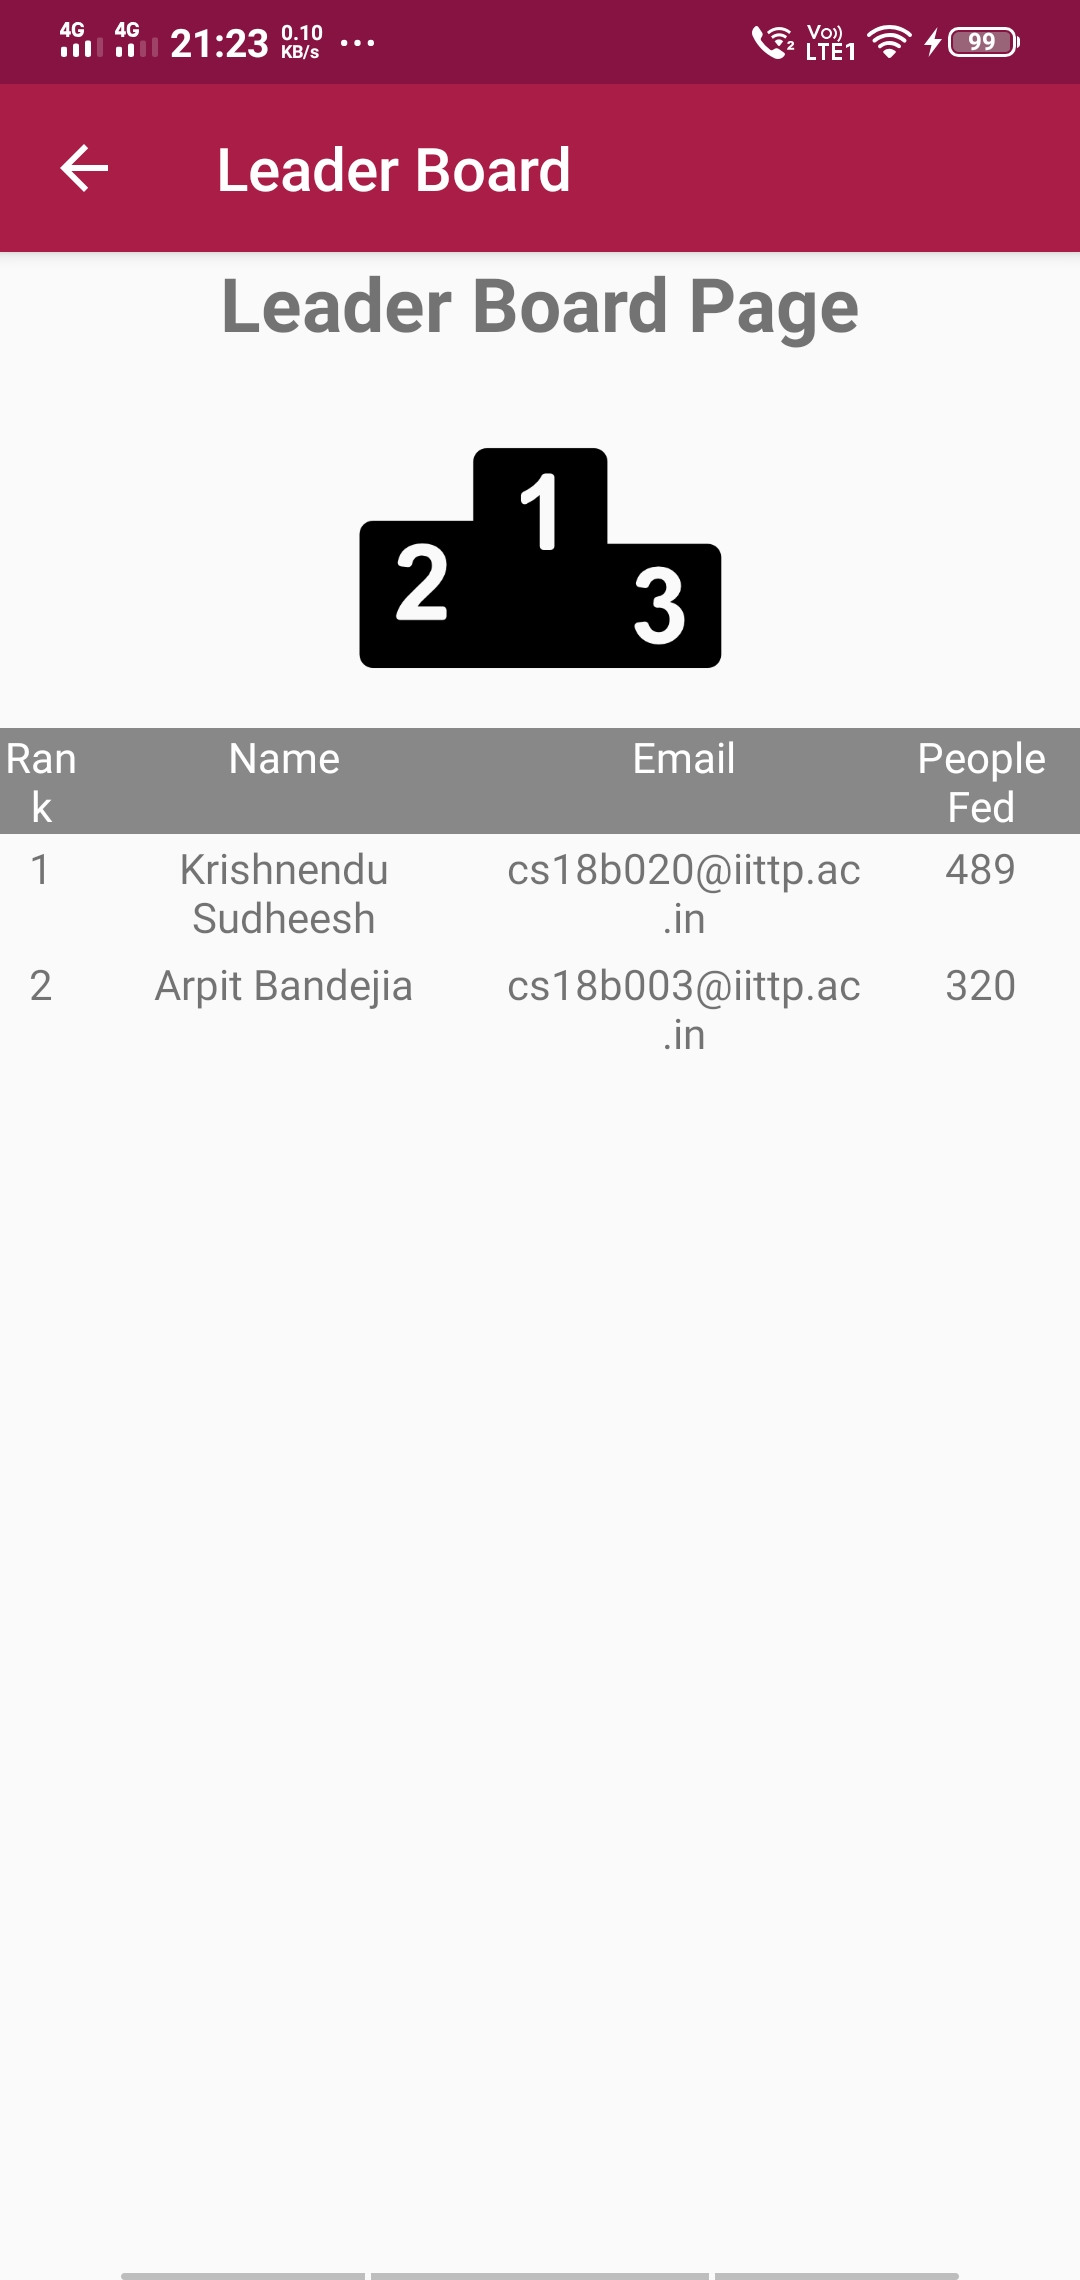 4G 4G 21:23 0.10 KB/s ... 2 Vo)) LTE1 99
Leader Board
Leader Board Page
1
2
3
Ran Name Email People
k Fed
1 Krishnendu cs18b020@iittp.ac 489
Sudheesh .in
2 Arpit Bandejia cs18b003@iittp.ac 320
.in